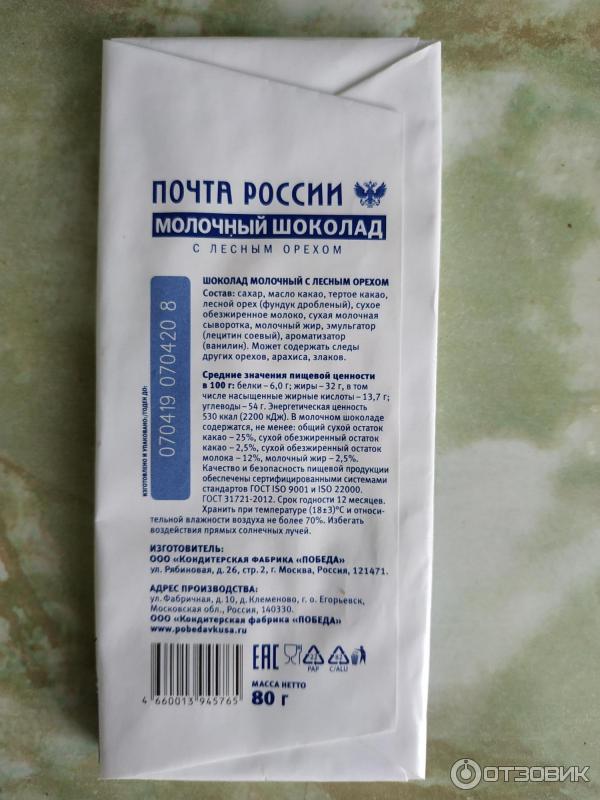 ПОЧТА РОССИИ
МОЛОЧНЫЙ ШОКОЛАД
С ЛЕСНЫМ ОРЕХОМ
ШОКОЛАД МОЛОЧНЫЙ С ЛЕСНЫМ ОРЕХОМ
Состав: сахар, масло какао, тертое какао,
лесной орех (фундук дробленый), сухое
обезжиренное молоко, сухая молочная
сыворотка, молочный жир, эмульгатор
(лецитин соевый), ароматизатор
(ванилин). Может содержать следы
других орехов, арахиса, злаков.
ИЗГОТОВЛЕНО И УПАКОВАНО:/ГОДЕН ДО:
070419 070420 8
Средние значения пищевой ценности
в 100 г: белки – 6,0 г; жиры – 32 г, в том
числе насыщенные жирные кислоты – 13,7 г;
углеводы – 54 г. Энергетическая ценность
530 ккал (2200 кДж). В молочном шоколаде
содержатся, не менее: общий сухой остаток
какао – 25%, сухой обезжиренный остаток
какао – 2,5%, сухой обезжиренный остаток
молока – 12%, молочный жир – 2,5%.
Качество и безопасность пищевой продукции
обеспечены сертифицированными системами
стандартов ГОСТ ISO 9001 и ISO 22000.
ГОСТ 31721-2012. Срок годности 12 месяцев.
Хранить при температуре (18±3)°С и относи-
тельной влажности воздуха не более 70%. Избегать
воздействия прямых солнечных лучей.
ИЗГОТОВИТЕЛЬ:
ООО «КОНДИТЕРСКАЯ ФАБРИКА «ПОБЕДА»
ул. Рябиновая, д. 26, стр. 2, г. Москва, Россия, 121471.
АДРЕС ПРОИЗВОДСТВА:
ул. Фабричная, д. 10, д. Клеменово, г. о. Егорьевск,
Московская обл., Россия, 140330.
ООО «Кондитерская фабрика «ПОБЕДА»
www.pobedavkusa.ru
4 660013 945765
EAC
22
PAP
82
C/ALU
МАССА НЕТТО
80 г
ОТЗОВИК